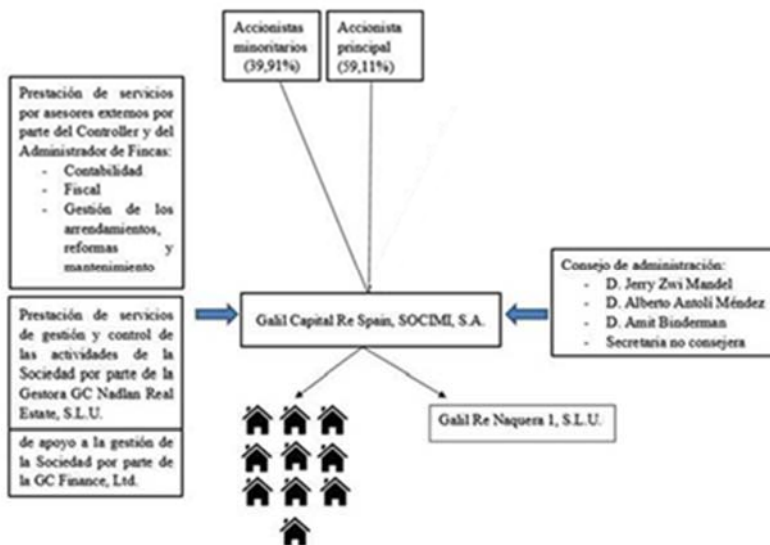 Accionistas
minoritarios
(39,91%)
Accionista
principal
(59,11%)
Prestación de servicios
por asesores externos por
parte del Controller y del
Administrador de Fincas:
- Contabilidad
- Fiscal
- Gestión de los
arrendamientos,
reformas y
mantenimiento
Prestación de servicios
de gestión y control de
las actividades de la
Sociedad por parte de la
Gestora GC Nadlan Real
Estate, S.L.U.
de apoyo a la gestión de
la Sociedad por parte de
la GC Finance, Ltd.
Galil Capital Re Spain, SOCIMI, S.A.
Consejo de administración:
- D. Jerry Zwi Mandel
- D. Alberto Antolí Méndez
- D. Amit Binderman
- Secretaria no consejera
Galil Re Naquera 1, S.L.U.